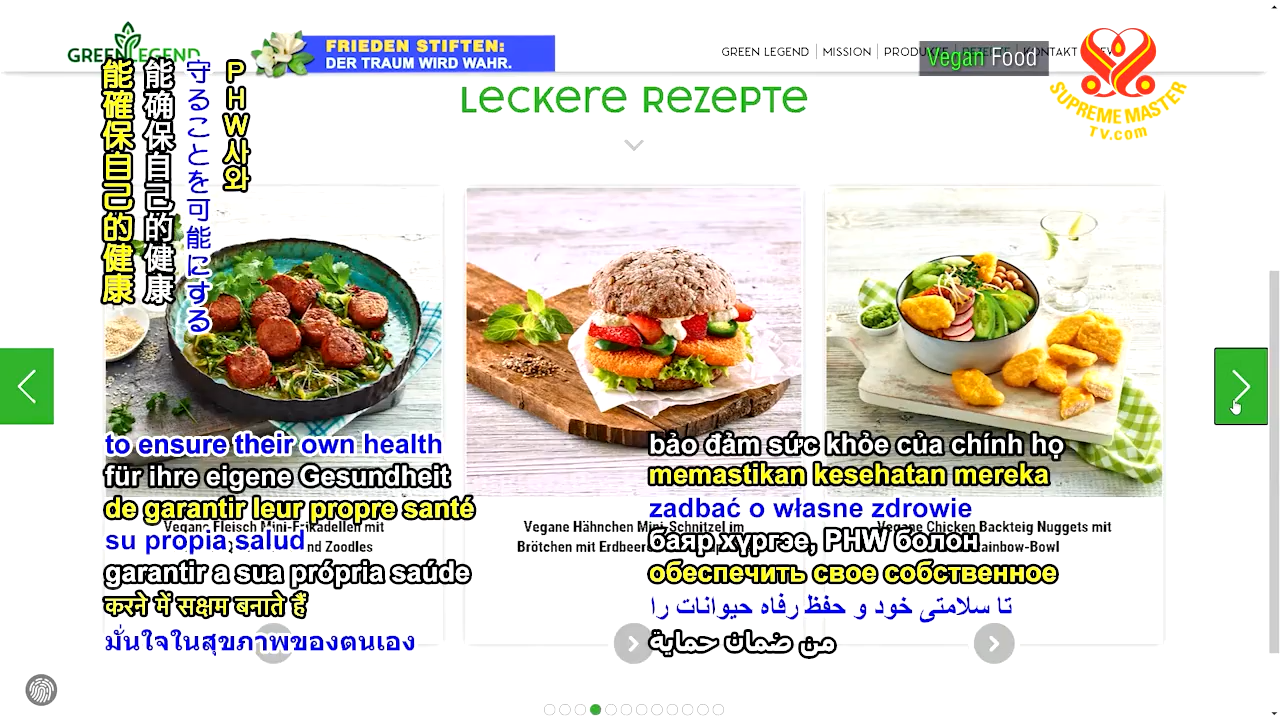 GREEN LEGEND
FRIEDEN STIFTEN:
DER TRAUM WIRD WAHR.
GREEN LEGEND
MISSION
KONTAKT
Vegan Food
SUPREME MASTER
TV.com
Leckere Rezepte
能確保自己的健康
能确保自己的健康
守ることを可能にする
PHW사와
to ensure their own health
für ihre eigene Gesundheit
de garantir leur propre santé
su propia salud
garantir a sua própria saúde
करने में सक्षम बनाते हैं
มั่นใจในสุขภาพของตนเอง
bảo đảm sức khỏe của chính họ
memastikan kesehatan mereka
zadbać o własne zdrowie
баяр хүргэе, PHW болон
обеспечить свое собственное
تا سلامتی خود و حفظ رفاه حیوانات را
من ضمان حماية
Vegane Fleisch Mini-Frikadellen mit
nd Zoodles
Vegane Hähnchen Mini-Schnitzel im
Brötchen mit Erdbeere
Vegane Chicken Backteig Nuggets mit
Rainbow-Bowl